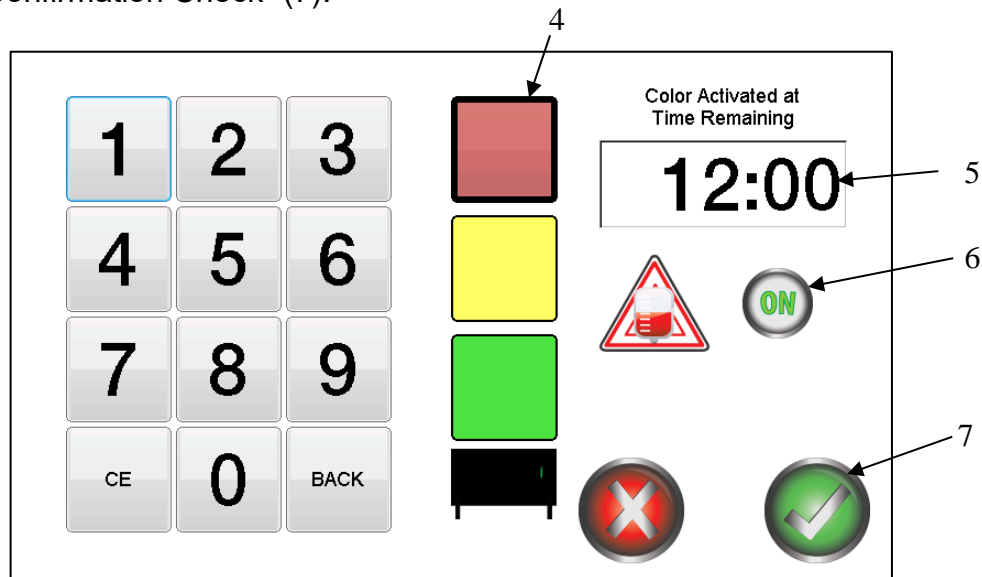 onfirmation Check" (7).
4
1 2 3
Color Activated at
Time Remaining
12:00
5
4 5 6
6
ON
7 8 9
7
CE 0 BACK